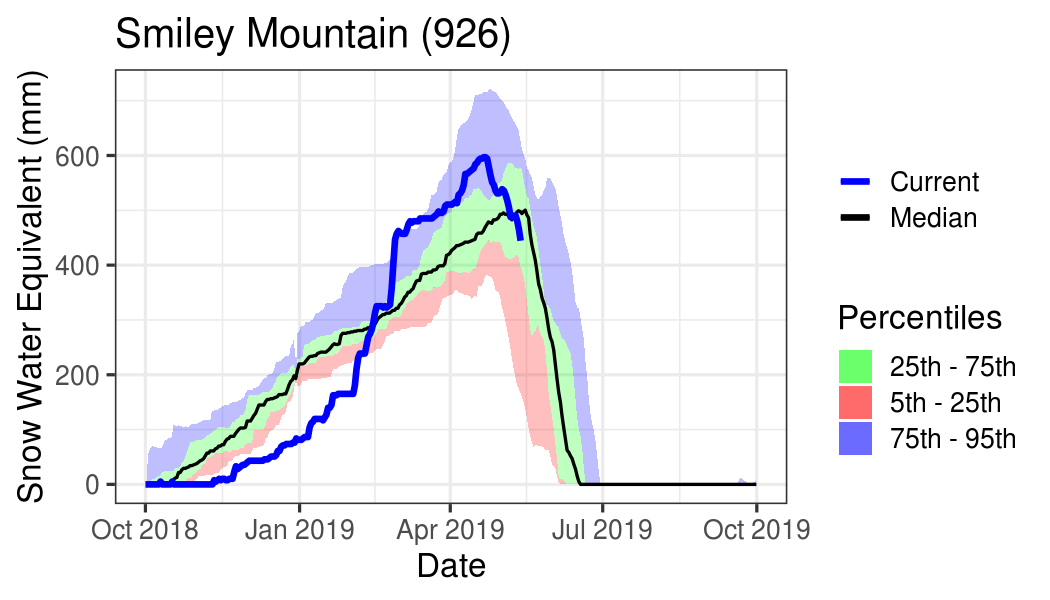 Smiley Mountain (926)
Snow Water Equivalent (mm)
600
400
200
0
Oct 2018
Jan 2019
Apr 2019
Jul 2019
Oct 2019
Date
Current
Median
Percentiles
25th - 75th
5th - 25th
75th - 95th